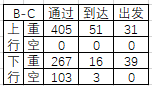 B-C 通过 到达 出发
上行 重 405 51 31
空 0 0 0
下行 重 267 16 39
空 103 3 0